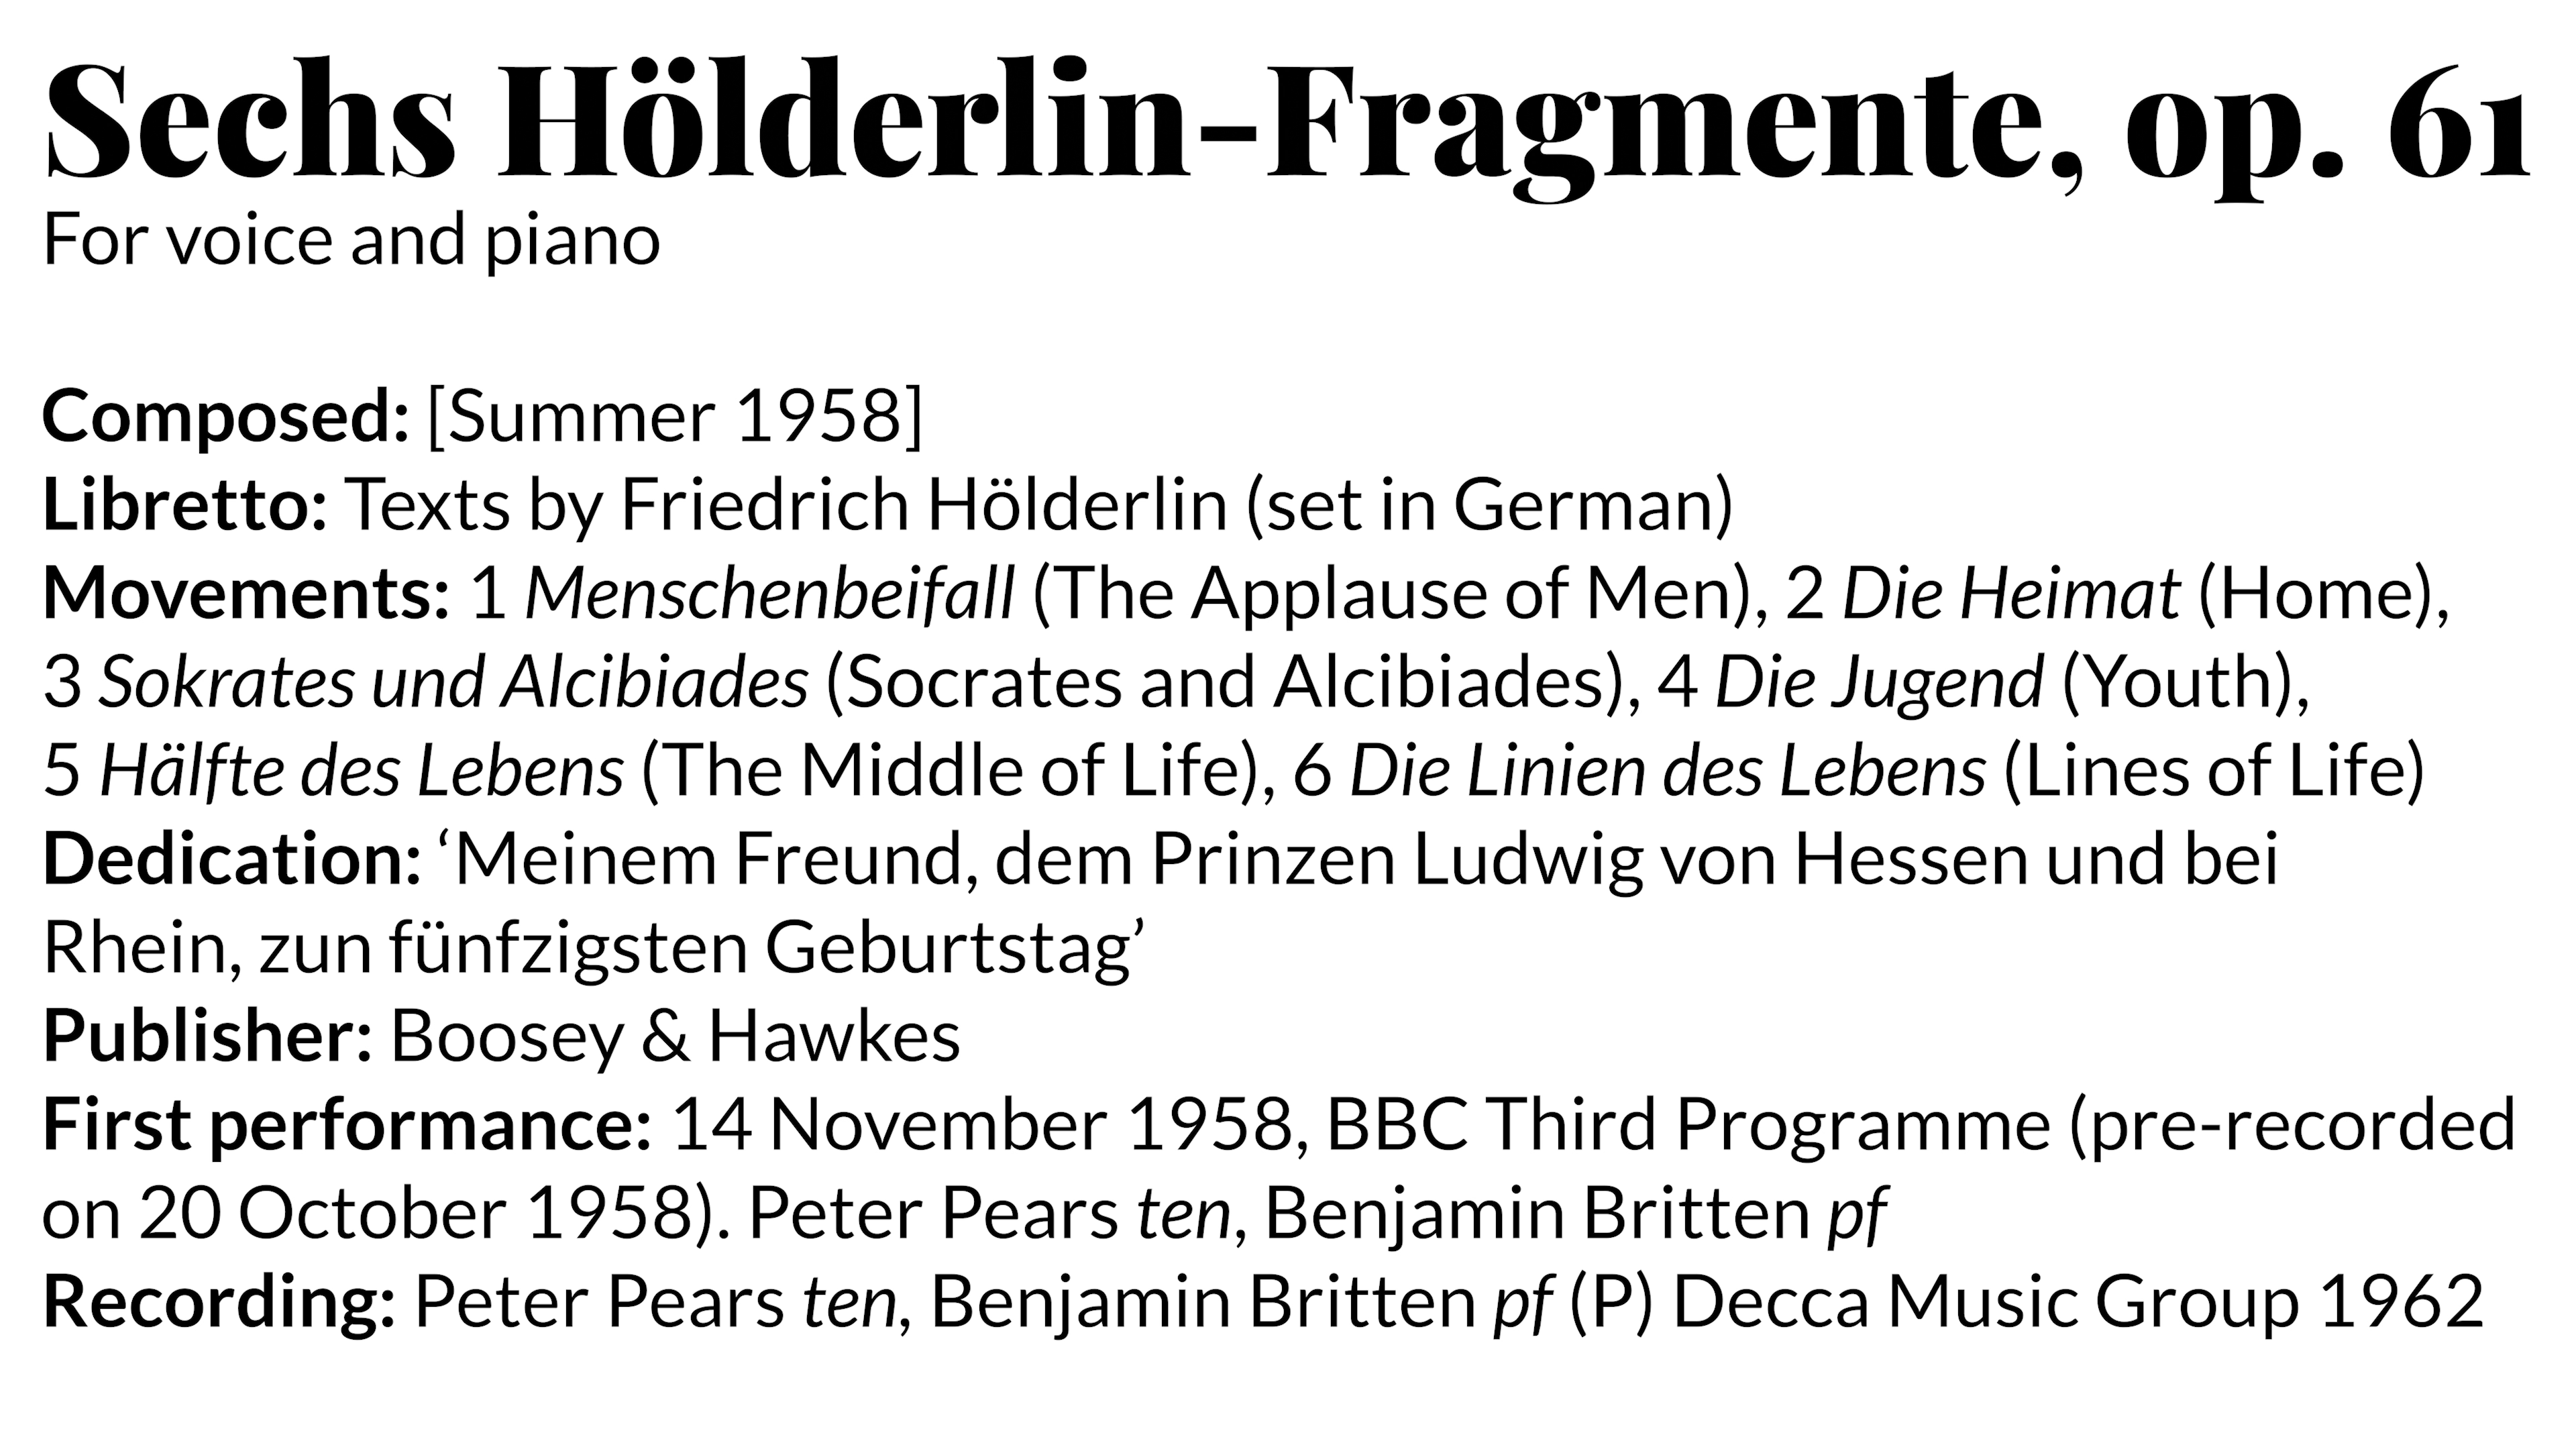 Sechs Hölderlin-Fragmente, op. 61
For voice and piano
Composed: [Summer 1958]
Libretto: Texts by Friedrich Hölderlin (set in German)
Movements: 1 Menschenbeifall (The Applause of Men), 2 Die Heimat (Home),
3 Sokrates und Alcibiades (Socrates and Alcibiades), 4 Die Jugend (Youth),
5 Hälfte des Lebens (The Middle of Life), 6 Die Linien des Lebens (Lines of Life)
Dedication: ‘Meinem Freund, dem Prinzen Ludwig von Hessen und bei
Rhein, zun fünfzigsten Geburtstag’
Publisher: Boosey & Hawkes
First performance: 14 November 1958, BBC Third Programme (pre-recorded
on 20 October 1958). Peter Pears ten, Benjamin Britten pf
Recording: Peter Pears ten, Benjamin Britten pf (P) Decca Music Group 1962